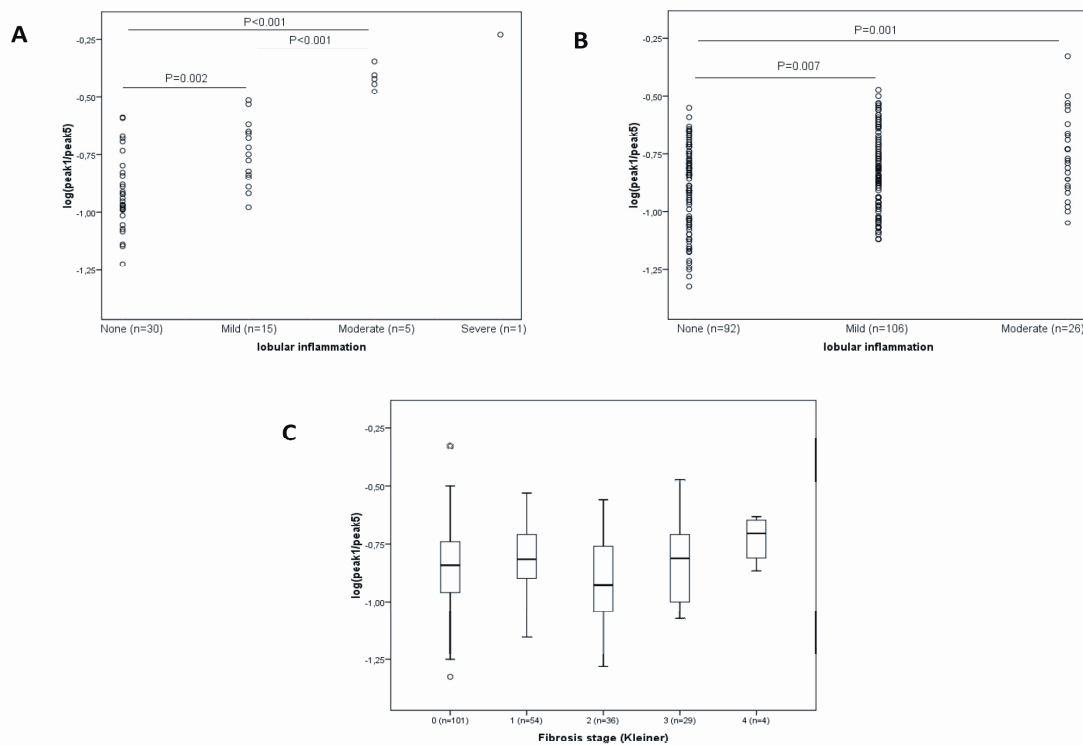 A
P<0.001
P<0.001
P=0.002
-0,25
-0,50
-0,75
-1,00
-1,25
log(peak1/peak5)
None (n=30)
Mild (n=15)
Moderate (n=5)
Severe (n=1)
lobular inflammation
B
P=0.001
P=0.007
-0,25
-0,50
-0,75
-1,00
-1,25
log(peak1/peak5)
None (n=92)
Mild (n=106)
Moderate (n=26)
lobular inflammation
C
-0,25
-0,50
-0,75
-1,00
-1,25
log(peak1/peak5)
0 (n=101)
1 (n=54)
2 (n=36)
3 (n=29)
4 (n=4)
Fibrosis stage (Kleiner)